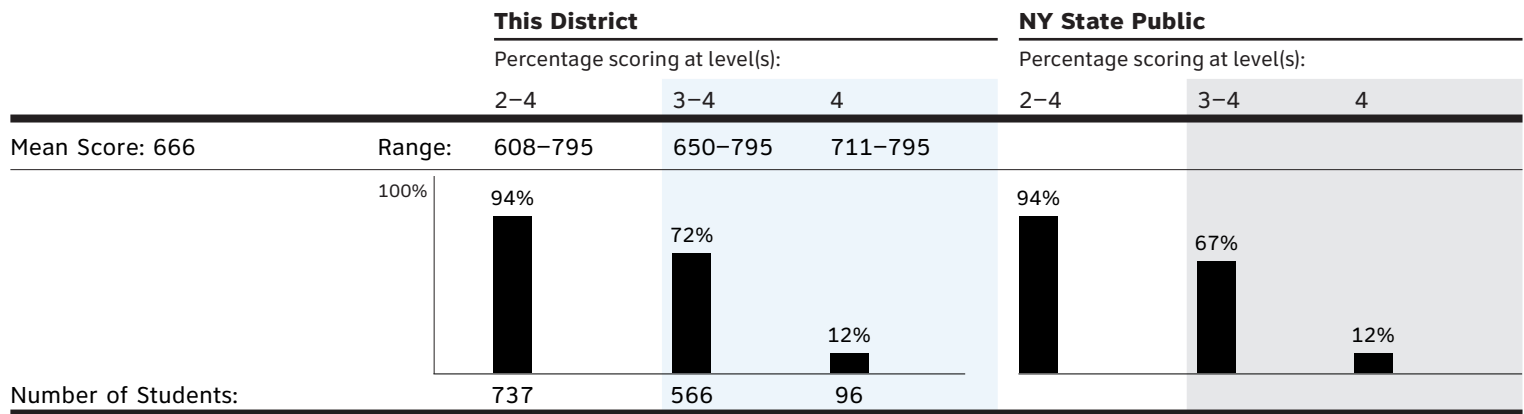 This District NY State Public
Percentage scoring at level(s): Percentage scoring at level(s):
2–4 3–4 4 2–4 3–4 4
Mean Score: 666 Range: 608–795 650–795 711–795
100%
94% 72% 12% 94% 67% 12%
Number of Students: 737 566 96